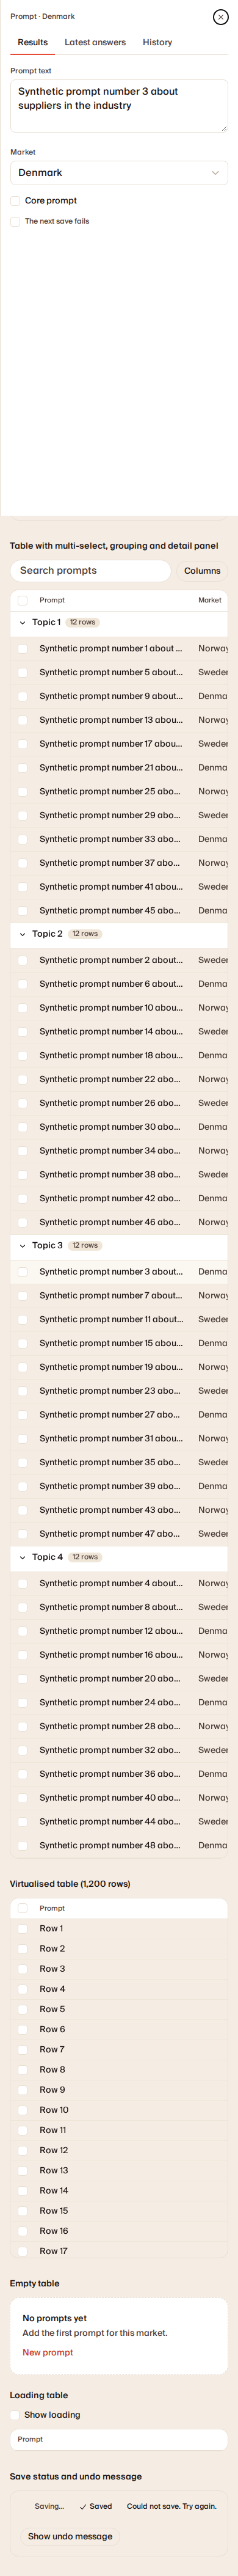 Prompt · Denmark
Results Latest answers History
Prompt text
Synthetic prompt number 3 about
suppliers in the industry
Market
Denmark
Core prompt
The next save fails
Table with multi-select, grouping and detail panel
Search prompts Columns
Prompt Market
Topic 1 12 rows
Synthetic prompt number 1 about ... Norway
Synthetic prompt number 5 about... Sweden
Synthetic prompt number 9 about... Denma
Synthetic prompt number 13 abou... Norway
Synthetic prompt number 17 abou... Sweden
Synthetic prompt number 21 abou... Denma
Synthetic prompt number 25 abo... Norway
Synthetic prompt number 29 abo... Sweden
Synthetic prompt number 33 abo... Denma
Synthetic prompt number 37 abo... Norway
Synthetic prompt number 41 abou... Sweden
Synthetic prompt number 45 abo... Denma
Topic 2 12 rows
Synthetic prompt number 2 about... Sweden
Synthetic prompt number 6 about... Denma
Synthetic prompt number 10 abou... Norway
Synthetic prompt number 14 abou... Sweden
Synthetic prompt number 18 abou... Denma
Synthetic prompt number 22 abo... Norway
Synthetic prompt number 26 abo... Sweden
Synthetic prompt number 30 abo... Denma
Synthetic prompt number 34 abo... Norway
Synthetic prompt number 38 abo... Sweden
Synthetic prompt number 42 abo... Denma
Synthetic prompt number 46 abo... Norway
Topic 3 12 rows
Synthetic prompt number 3 about... Denma
Synthetic prompt number 7 about... Norway
Synthetic prompt number 11 about... Sweden
Synthetic prompt number 15 abou... Denma
Synthetic prompt number 19 abou... Norway
Synthetic prompt number 23 abo... Sweden
Synthetic prompt number 27 abo... Denma
Synthetic prompt number 31 abou... Norway
Synthetic prompt number 35 abo... Sweden
Synthetic prompt number 39 abo... Denma
Synthetic prompt number 43 abo... Norway
Synthetic prompt number 47 abo... Sweden
Topic 4 12 rows
Synthetic prompt number 4 about... Norway
Synthetic prompt number 8 about... Sweden
Synthetic prompt number 12 abou... Denma
Synthetic prompt number 16 abou... Norway
Synthetic prompt number 20 abo... Sweden
Synthetic prompt number 24 abo... Denma
Synthetic prompt number 28 abo... Norway
Synthetic prompt number 32 abo... Sweden
Synthetic prompt number 36 abo... Denma
Synthetic prompt number 40 abo... Norway
Synthetic prompt number 44 abo... Sweden
Synthetic prompt number 48 abo... Denma
Virtualised table (1,200 rows)
Prompt
Row 1
Row 2
Row 3
Row 4
Row 5
Row 6
Row 7
Row 8
Row 9
Row 10
Row 11
Row 12
Row 13
Row 14
Row 15
Row 16
Row 17
Empty table
No prompts yet
Add the first prompt for this market.
New prompt
Loading table
Show loading
Prompt
Save status and undo message
Saving... Saved Could not save. Try again.
Show undo message